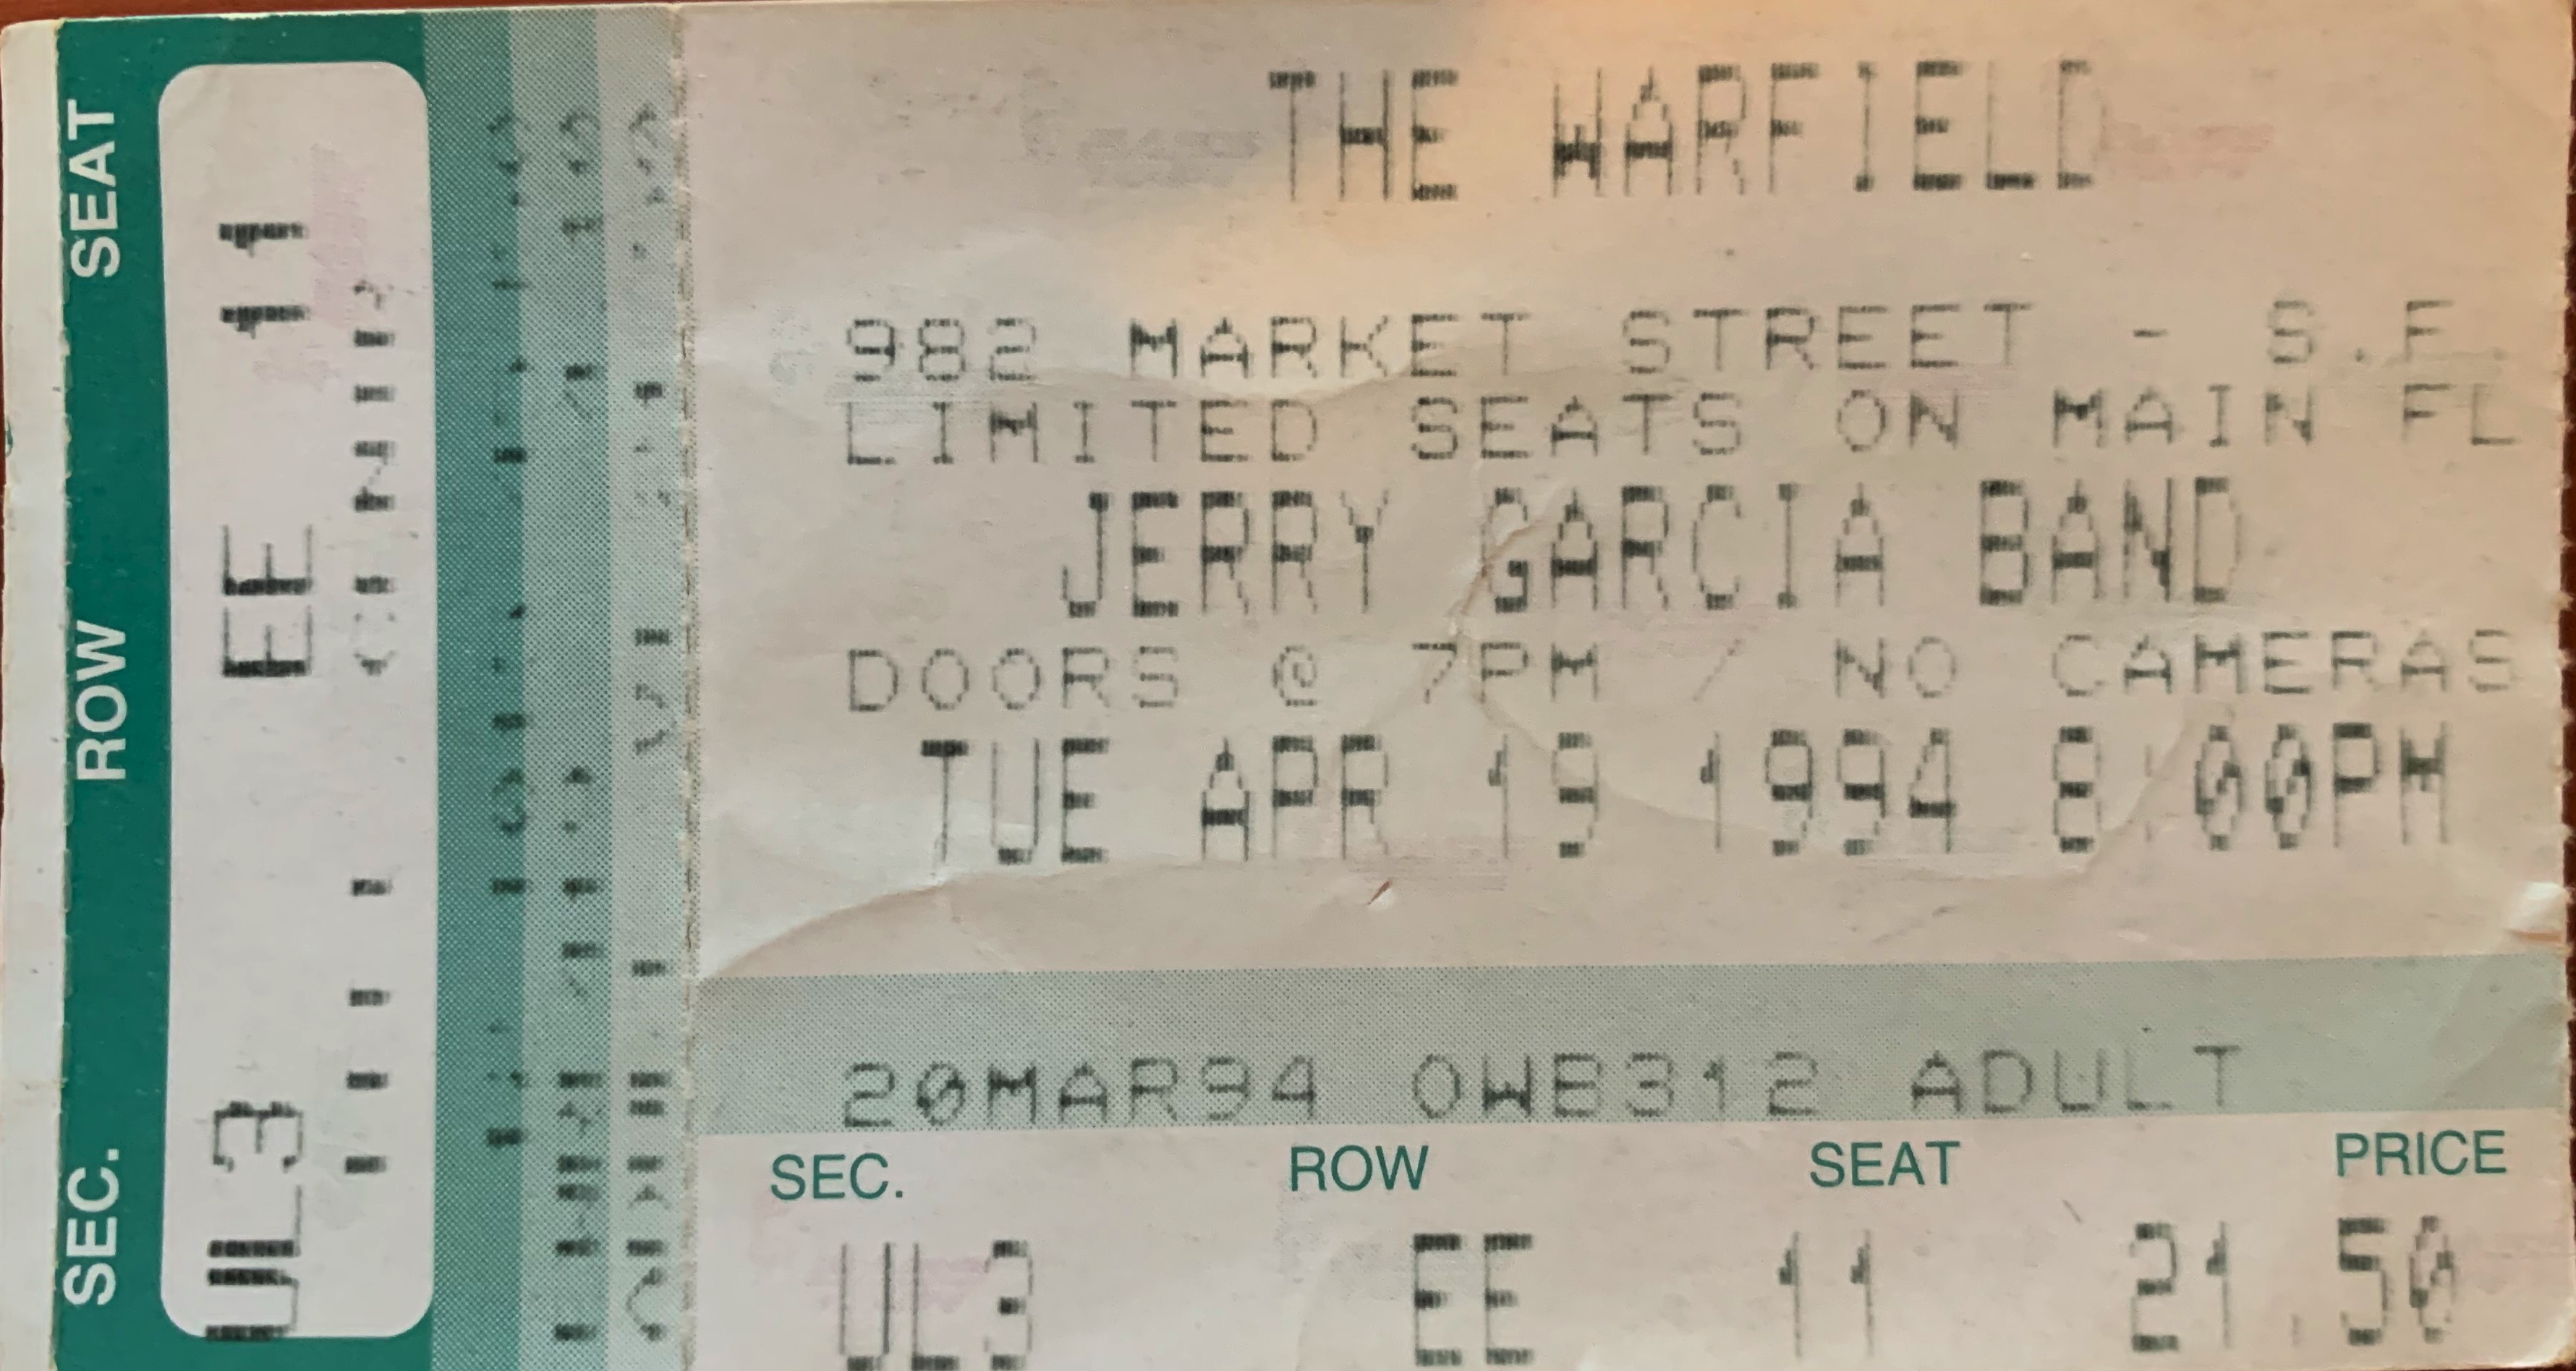 SEAT
ROW
SEC.
11
EE
UL3
THE WARFIELD
982 MARKET STREET - S.F.
LIMITED SEATS ON MAIN FL
JERRY GARCIA BAND
DOORS @ 7PM / NO CAMERAS
TUE APR 19 1994 8:00PM
20MAR94 OWB312 ADULT
SEC. ROW SEAT PRICE
UL3 EE 11 21.50